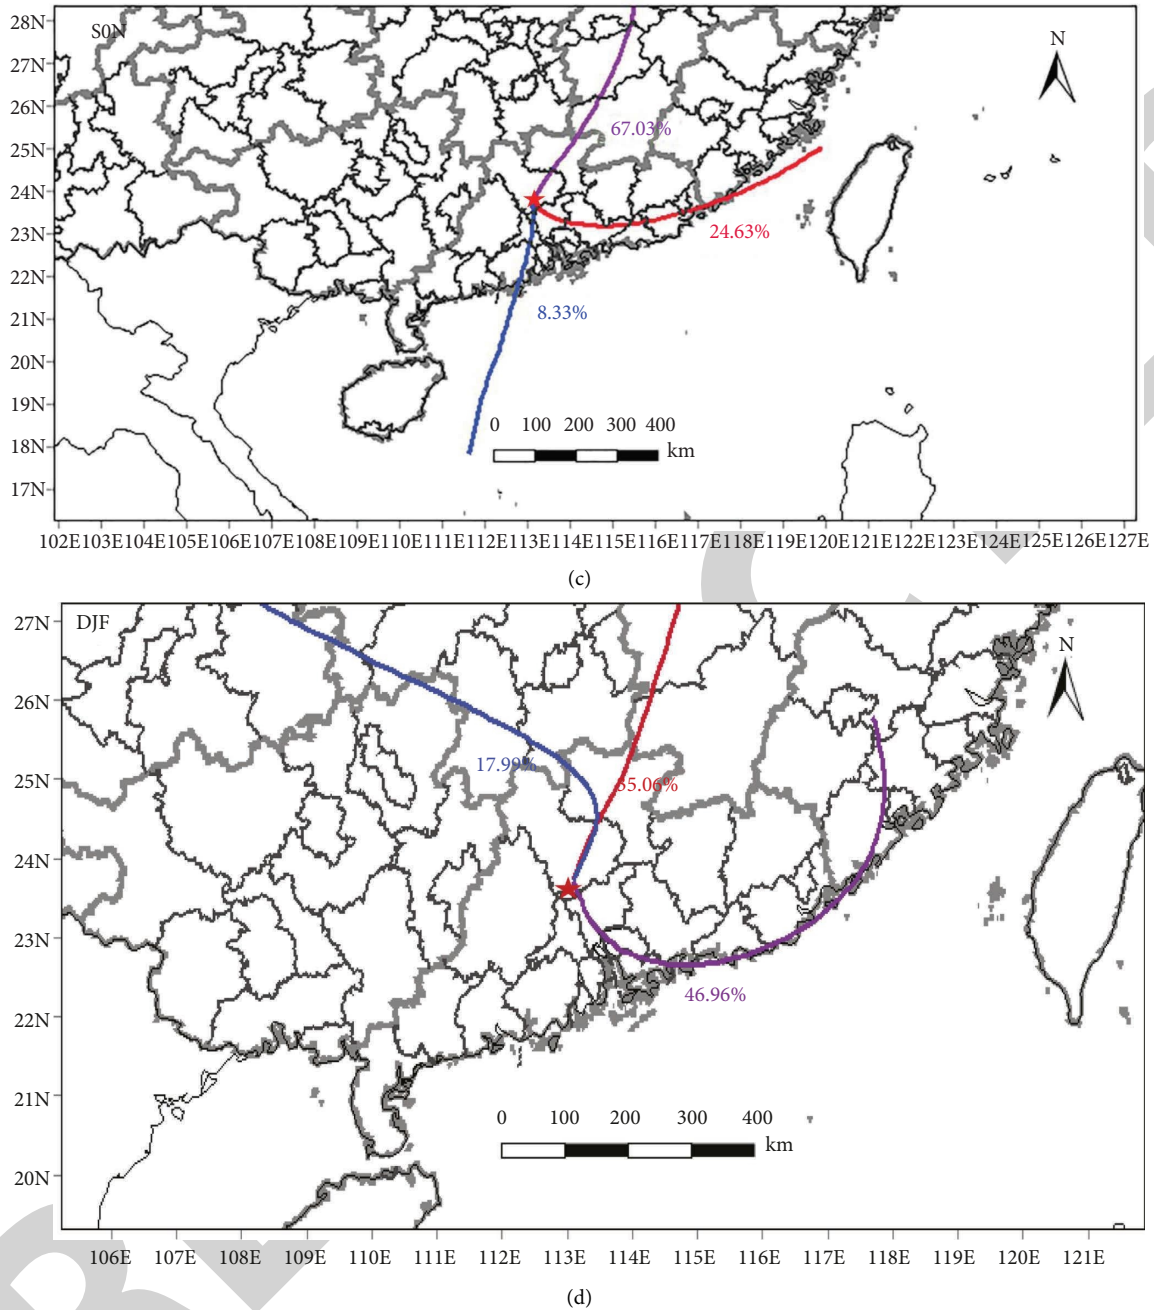 28N
S0N
27N
N
26N
67.03%
25N
24N
23N
24.63%
22N
8.33%
21N
20N
19N
0 100 200 300 400
km
18N
17N
102E103E104E105E106E107E108E109E110E111E112E113E114E115E116E117E118E119E120E121E122E123E124E125E126E127E
(c)
27N
DJF
N
26N
17.99%
35.06%
25N
24N
23N
46.96%
22N
21N
0 100 200 300 400
km
20N
106E 107E 108E 109E 110E 111E 112E 113E 114E 115E 116E 117E 118E 119E 120E 121E
(d)